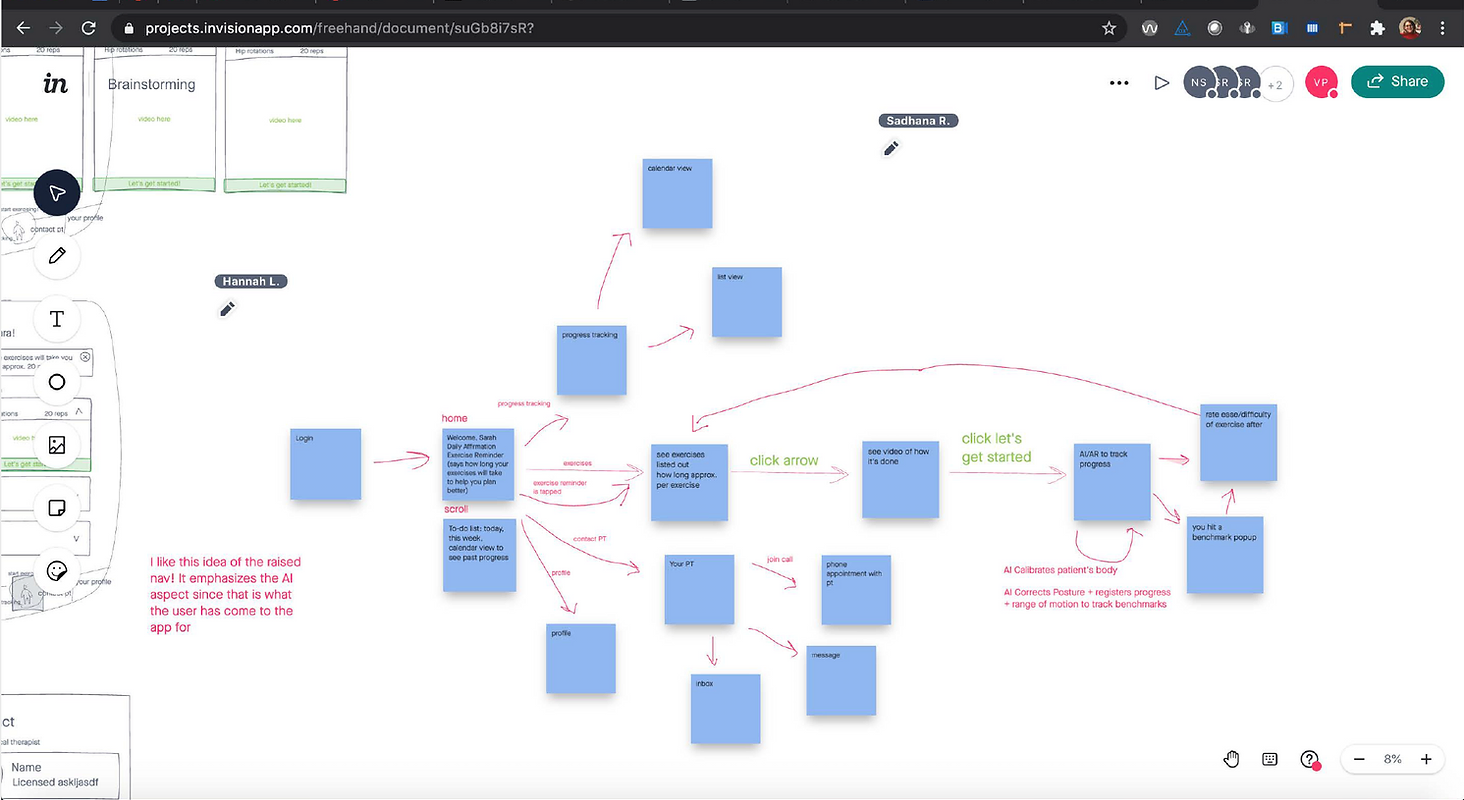 projects.invisionapp.com/freehand/document/suGb8i7sR?
20 reps
Hip rotations 20 reps
Hip rotations 20 reps
in
Brainstorming
NS
SR
SR
+2
VP
Share
video here
video here
video here
Let's get started!
Let's get started!
start exercising!
your profile
contact pt
Sadhana R.
Hannah L.
calendar view
list view
progress tracking
progress tracking
home
Login
Welcome, Sarah
Daily Affirmation
Exercise Reminder
(says how long your
exercises will take
to help you plan
better)
scroll
To-do list: today,
this week,
calendar view to
see past progress
exercises
exercise reminder
is tapped
contact PT
profile
see exercises
listed out
how long approx.
per exercise
click arrow
see video of how
it's done
click let's
get started
AI/AR to track
progress
rate ease/difficulty
of exercise after
you hit a
benchmark popup
AI Calibrates patient's body
AI Corrects Posture + registers progress
+ range of motion to track benchmarks
Your PT
join call
phone
appointment with
pt
message
inbox
profile
I like this idea of the raised
nav! It emphasizes the AI
aspect since that is what
the user has come to the
app for
exercises will take you
approx. 20
20 reps
video
Let's get
your profile
T
ct
Name
Licensed askljasdf
8%